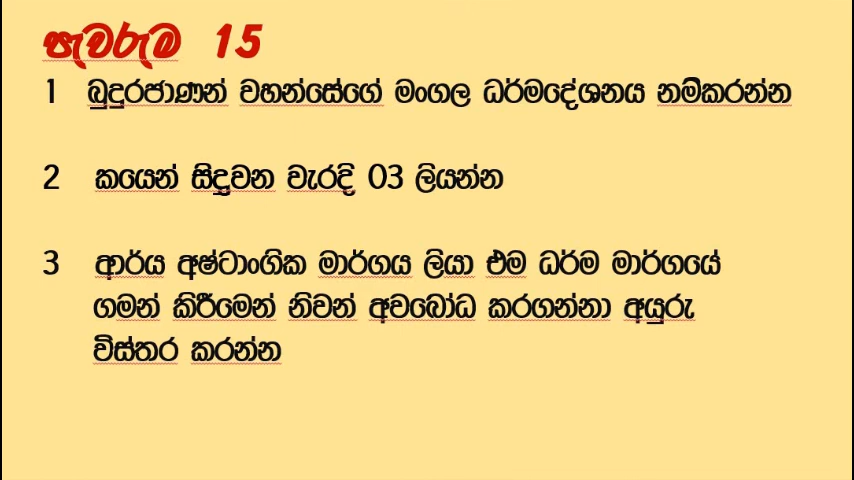 පැවරුම 15
1 බුදුරජාණන් වහන්සේගේ මංගල ධර්මදේශනය නම්කරන්න
2 කයෙන් සිදුවන වැරදි 03 ලියන්න
3 ආර්ය අෂ්ටාංගික මාර්ගය ලියා එම ධර්ම මාර්ගයේ
ගමන් කිරීමෙන් නිවන් අවබෝධ කරගන්නා අයුරු
විස්තර කරන්න